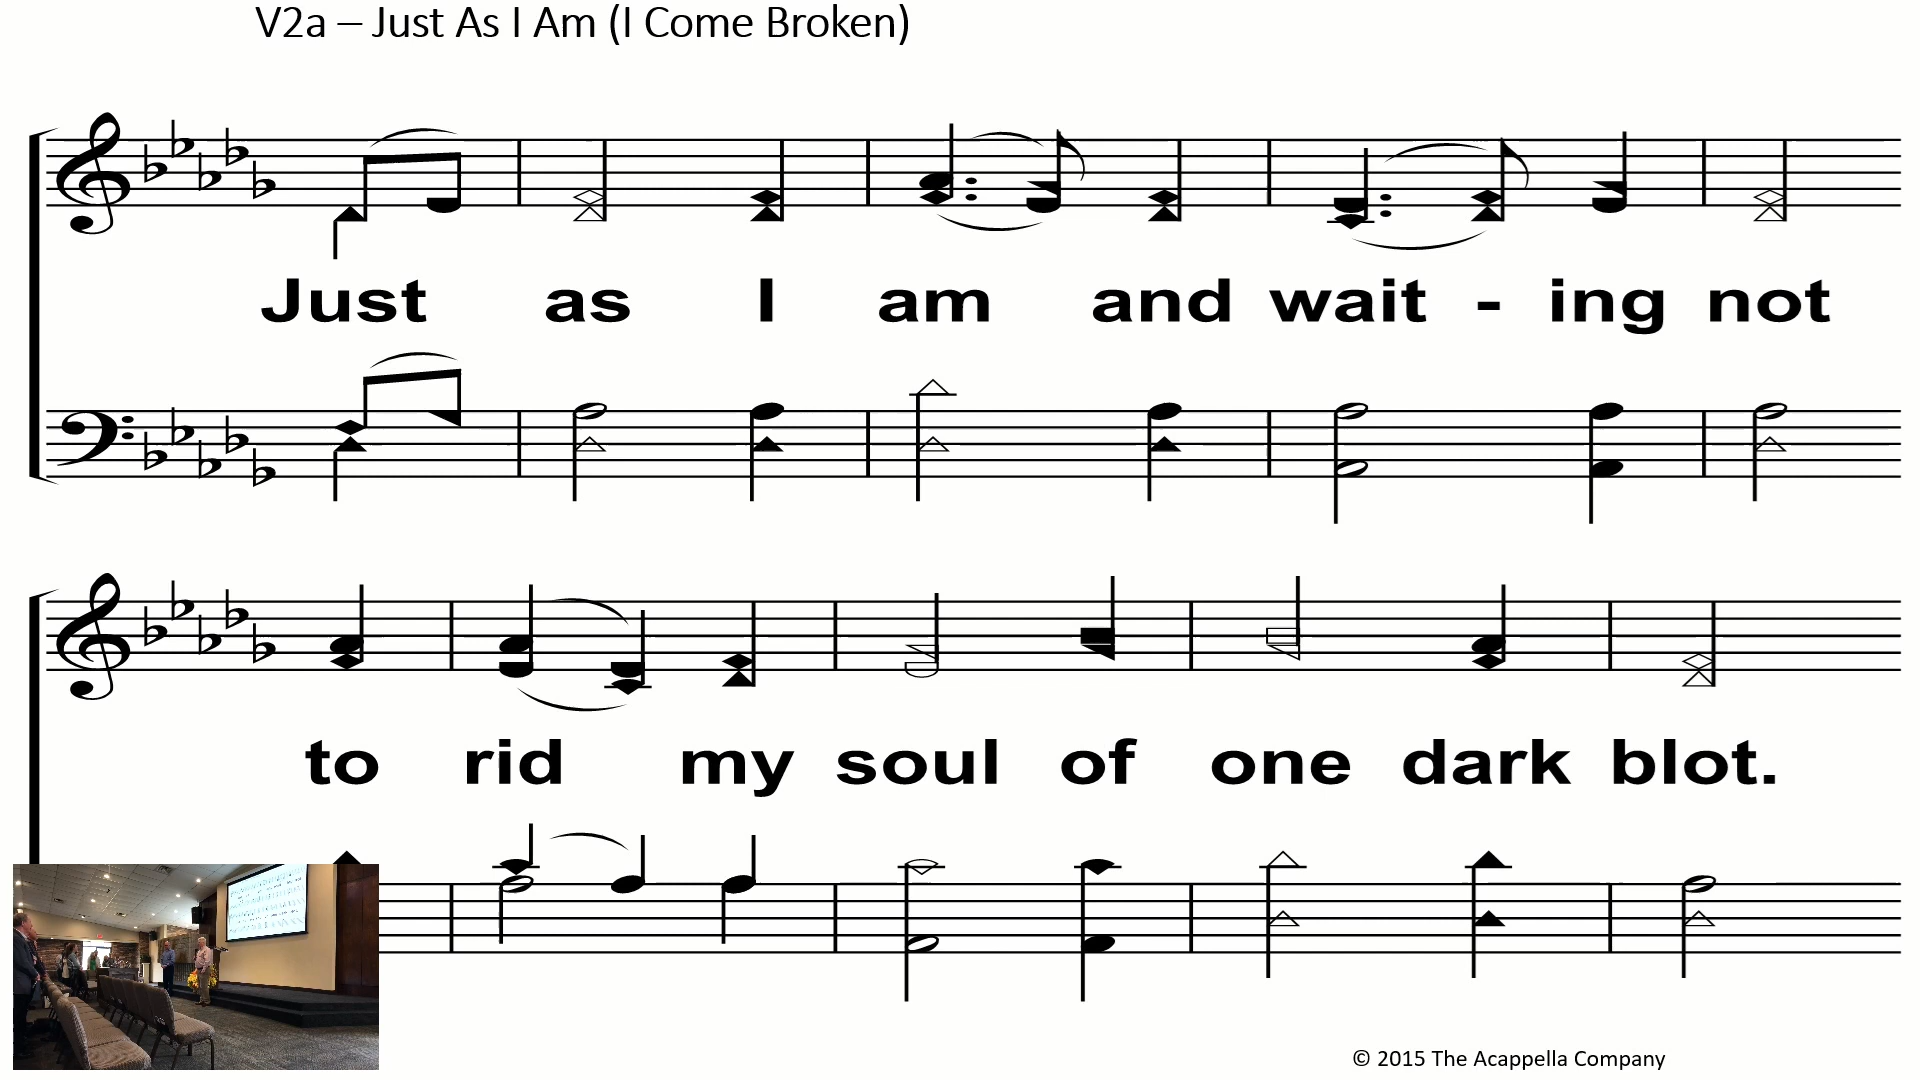 V2a – Just As I Am (I Come Broken)
Just as I am and wait - ing not
to rid my soul of one dark blot.
© 2015 The Acappella Company